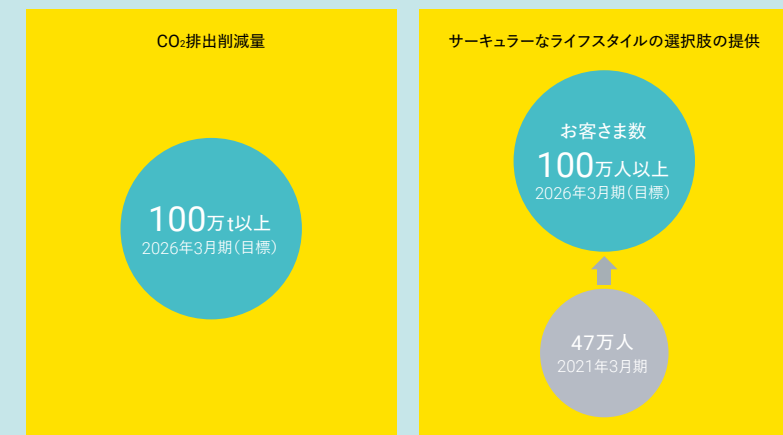 CO₂排出削減量
100万t以上
2026年3月期(目標)
サーキュラーなライフスタイルの選択肢の提供
お客さま数
100万人以上
2026年3月期(目標)
47万人
2021年3月期